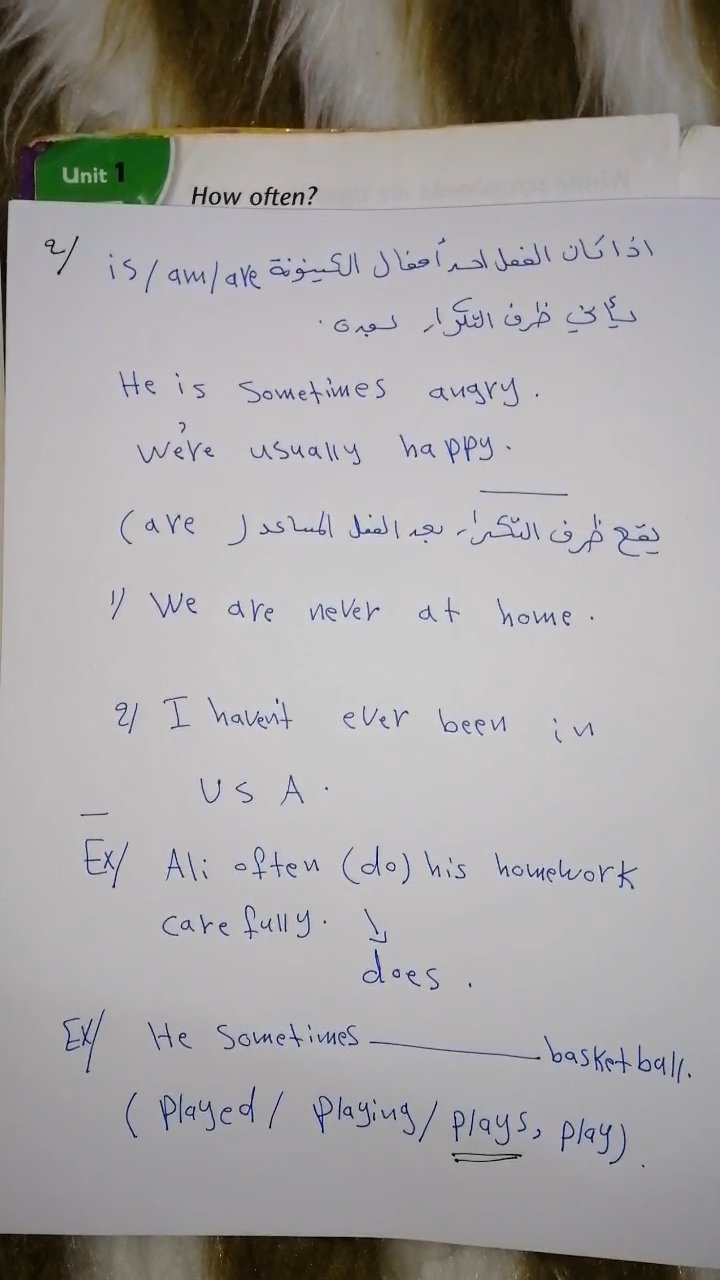 Unit 1
How often?
2/ اذا كان الفعل احد أفعال الكينونة is/am/are
يأتي ظرف التكرار بعده.
He is sometimes angry.
We're usually happy.
يقع ظرف التكرار بعد الفعل المساعد (are)
1/ We are never at home.
2/ I haven't ever been in
USA.
Ex/ Ali often (do) his homework
carefully. ↓
does.
Ex/ He sometimes ________ basketball.
(played/ playing/ plays, play).